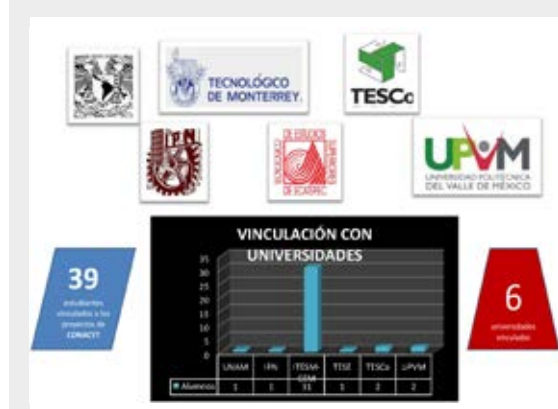 TECNOLÓGICO
DE MONTERREY.
TESCo
IPN
UPVM
UNIVERSIDAD POLITÉCNICA
DEL VALLE DE MÉXICO
VINCULACIÓN CON
UNIVERSIDADES
35
30
25
20
15
10
5
0
UNAM IPN ITESM-CEM TESE TESCo UPVM
Alumnos 1 1 31 1 2 2
39
estudiantes
vinculados a los
proyectos de
CONACYT
6
universidades
vinculadas